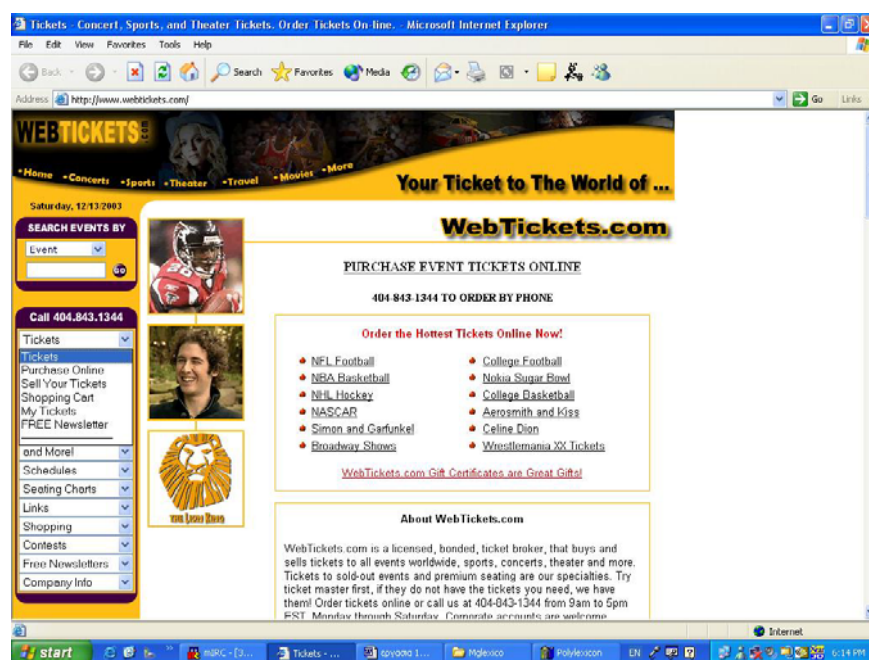 Tickets - Concert, Sports, and Theater Tickets. Order Tickets On-line. - Microsoft Internet Explorer
File Edit View Favorites Tools Help
Back Search Favorites Media
Address http://www.webtickets.com/ Go Links
WEBTICKETS.COM
•Home •Concerts •Sports •Theater •Travel •Movies •More
Your Ticket to The World of ...
Saturday, 12/13/2003
WebTickets.com
SEARCH EVENTS BY
Event
GO
PURCHASE EVENT TICKETS ONLINE
404-843-1344 TO ORDER BY PHONE
Call 404.843.1344
Tickets
Tickets
Purchase Online
Sell Your Tickets
Shopping Cart
My Tickets
FREE Newsletter
and More!
Schedules
Seating Charts
Links
Shopping
Contests
Free Newsletters
Company Info
THE LION KING
Order the Hottest Tickets Online Now!
NFL Football
NBA Basketball
NHL Hockey
NASCAR
Simon and Garfunkel
Broadway Shows
College Football
Nokia Sugar Bowl
College Basketball
Aerosmith and Kiss
Celine Dion
Wrestlemania XX Tickets
WebTickets.com Gift Certificates are Great Gifts!
About WebTickets.com
WebTickets.com is a licensed, bonded, ticket broker, that buys and
sells tickets to all events worldwide, sports, concerts, theater and more.
Tickets to sold-out events and premium seating are our specialties. Try
ticket master first, if they do not have the tickets you need, we have
them! Order tickets online or call us at 404-843-1344 from 9am to 5pm
EST, Monday through Saturday. Corporate accounts are welcome
Internet
start mIRC - [3... Tickets - ... εργασια 1... Mglexico Polylexicon EN 6:14 PM